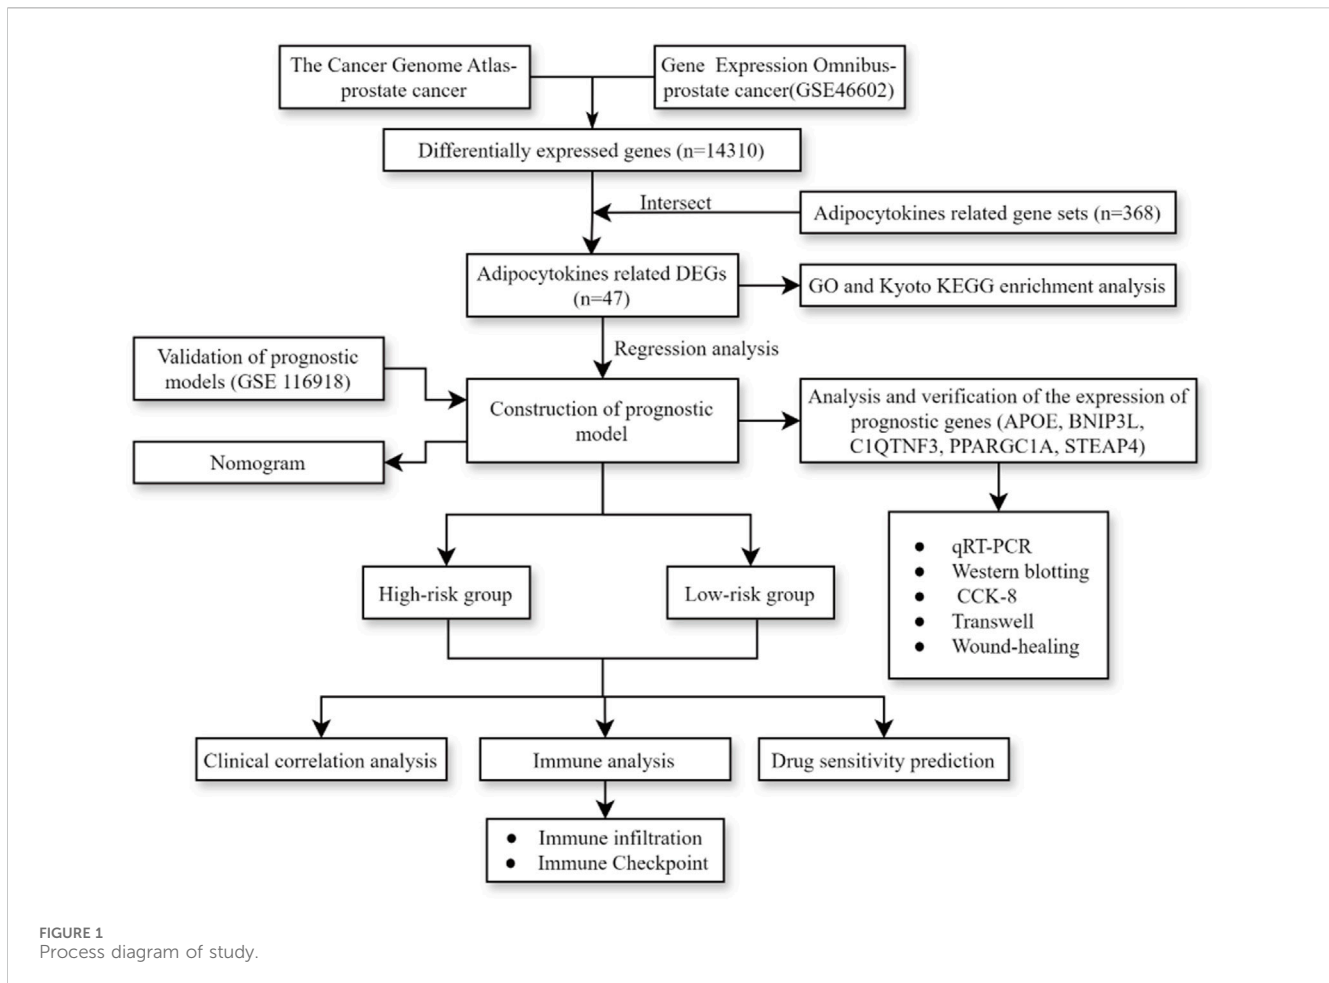 The Cancer Genome Atlas-
prostate cancer
Gene Expression Omnibus-
prostate cancer(GSE46602)
Differentially expressed genes (n=14310)
Intersect
Adipocytokines related gene sets (n=368)
Adipocytokines related DEGs
(n=47)
GO and Kyoto KEGG enrichment analysis
Regression analysis
Validation of prognostic
models (GSE 116918)
Construction of prognostic
model
Analysis and verification of the expression of
prognostic genes (APOE, BNIP3L,
C1QTNF3, PPARGC1A, STEAP4)
Nomogram
● qRT-PCR
● Western blotting
● CCK-8
● Transwell
● Wound-healing
High-risk group
Low-risk group
Clinical correlation analysis
Immune analysis
Drug sensitivity prediction
● Immune infiltration
● Immune Checkpoint
FIGURE 1
Process diagram of study.